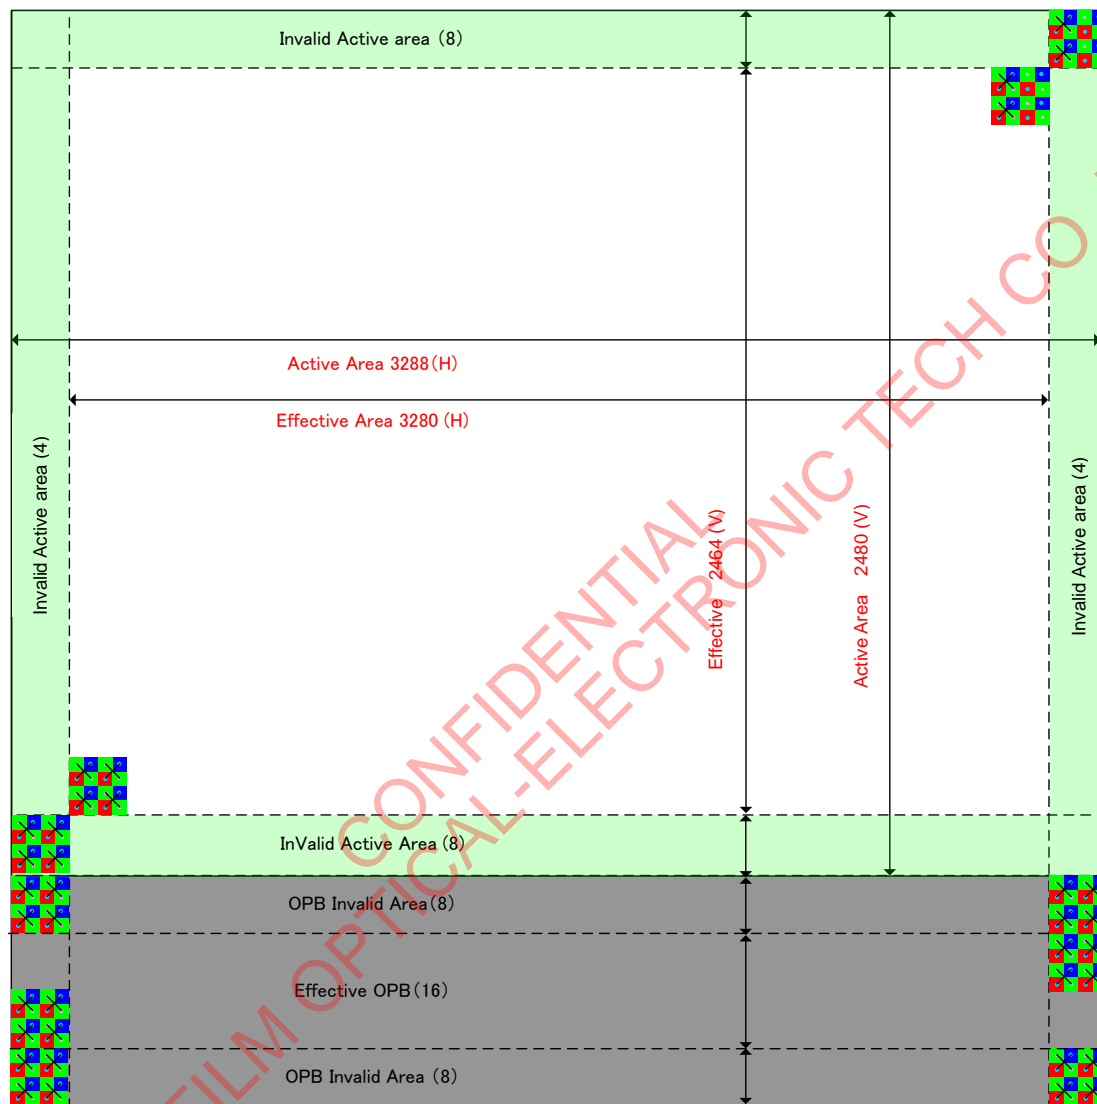 Invalid Active area (8)
Active Area 3288(H)
Effective Area 3280 (H)
Invalid Active area (4)
Effective 2464 (V)
Active Area 2480 (V)
Invalid Active area (4)
CONFIDENTIAL
FILM OPTICAL-ELECTRONIC TECH CO
InValid Active Area (8)
OPB Invalid Area(8)
Effective OPB(16)
OPB Invalid Area (8)